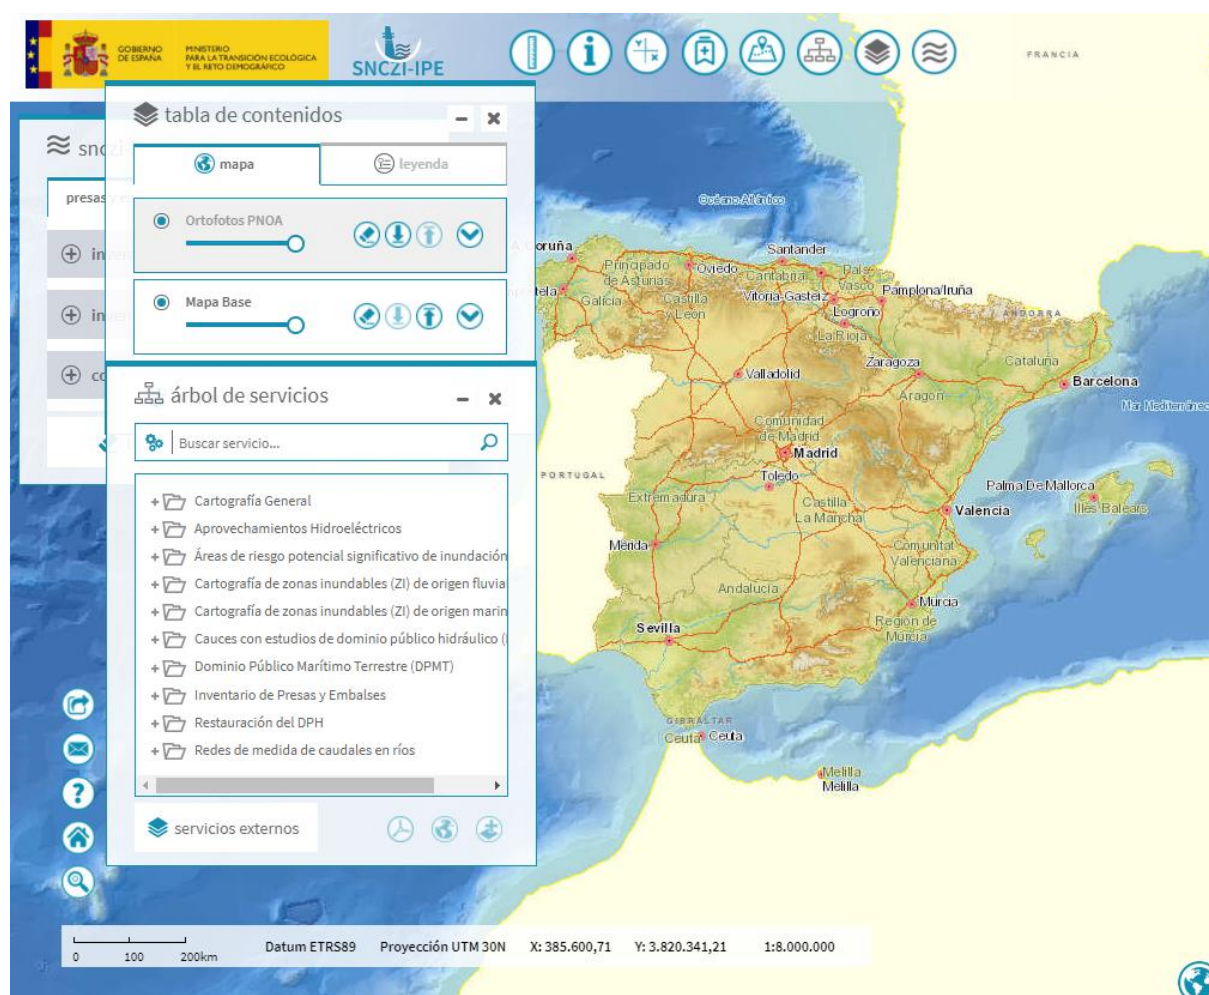 GOBIERNO
DE ESPAÑA
MINISTERIO
PARA LA TRANSICIÓN ECOLÓGICA
Y EL RETO DEMOGRÁFICO
SNCZI-IPE
FRANCIA
tabla de contenidos
snczi
mapa
leyenda
presas y
Ortofotos PNOA
Mapa Base
árbol de servicios
Buscar servicio...
+ Cartografía General
+ Aprovechamientos Hidroeléctricos
+ Áreas de riesgo potencial significativo de inundación
+ Cartografía de zonas inundables (ZI) de origen fluvia
+ Cartografía de zonas inundables (ZI) de origen marin
+ Cauces con estudios de dominio público hidráulico (
+ Dominio Público Marítimo Terrestre (DPMT)
+ Inventario de Presas y Embalses
+ Restauración del DPH
+ Redes de medida de caudales en ríos
servicios externos
Océano Atlántico
A Coruña
Santander
Principado
de Asturias
Oviedo
Cantabria
País
Vasco
Pamplona/Iruña
Galicia
Castilla
y León
Vitoria-Gasteiz
Logroño
La Rioja
ANDORRA
Zaragoza
Cataluña
Valladolid
Barcelona
Aragón
Mar Mediterráneo
Comunidad
de Madrid
Madrid
PORTUGAL
Toledo
Palma De Mallorca
Extremadura
Castilla
La Mancha
Valencia
Illes Balears
Mérida
Comunitat
Valenciana
Andalucía
Murcia
Sevilla
Región de
Murcia
GIBRALTAR
Ceuta
Ceuta
Melilla
Melilla
0 100 200km
Datum ETRS89 Proyección UTM 30N X: 385.600,71 Y: 3.820.341,21 1:8.000.000